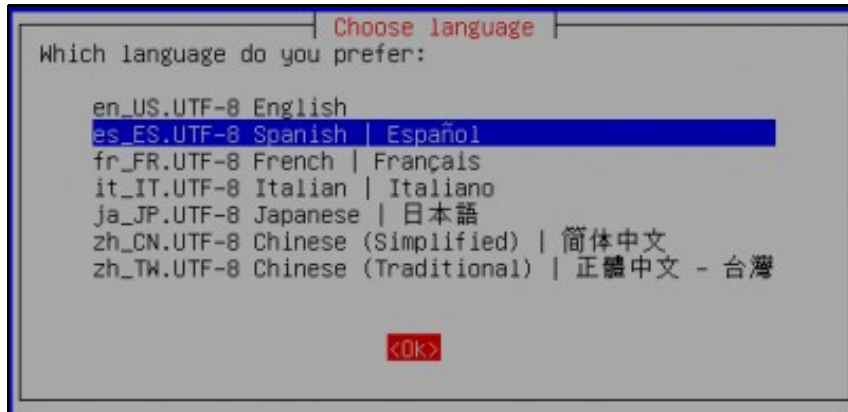 Choose language
Which language do you prefer:
en_US.UTF-8 English
es_ES.UTF-8 Spanish | Español
fr_FR.UTF-8 French | Français
it_IT.UTF-8 Italian | Italiano
ja_JP.UTF-8 Japanese | 日本語
zh_CN.UTF-8 Chinese (Simplified) | 简体中文
zh_TW.UTF-8 Chinese (Traditional) | 正體中文 - 台灣
<Ok>